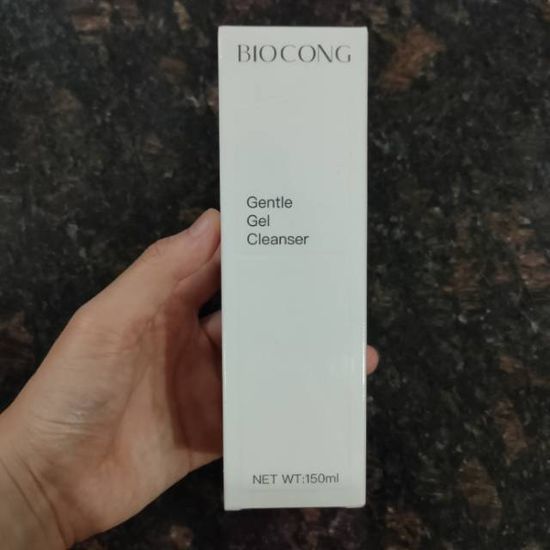 BIOCONG
Gentle
Gel
Cleanser
NET WT:150ml